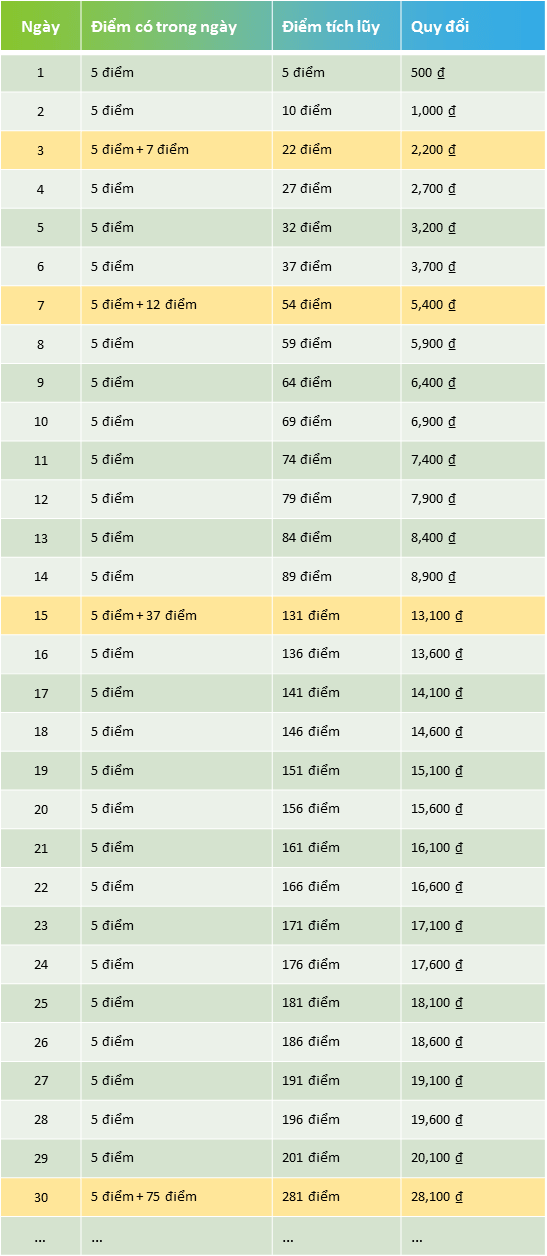 Ngày Điểm có trong ngày Điểm tích lũy Quy đổi
1 5 điểm 5 điểm 500 ₫
2 5 điểm 10 điểm 1,000 ₫
3 5 điểm + 7 điểm 22 điểm 2,200 ₫
4 5 điểm 27 điểm 2,700 ₫
5 5 điểm 32 điểm 3,200 ₫
6 5 điểm 37 điểm 3,700 ₫
7 5 điểm + 12 điểm 54 điểm 5,400 ₫
8 5 điểm 59 điểm 5,900 ₫
9 5 điểm 64 điểm 6,400 ₫
10 5 điểm 69 điểm 6,900 ₫
11 5 điểm 74 điểm 7,400 ₫
12 5 điểm 79 điểm 7,900 ₫
13 5 điểm 84 điểm 8,400 ₫
14 5 điểm 89 điểm 8,900 ₫
15 5 điểm + 37 điểm 131 điểm 13,100 ₫
16 5 điểm 136 điểm 13,600 ₫
17 5 điểm 141 điểm 14,100 ₫
18 5 điểm 146 điểm 14,600 ₫
19 5 điểm 151 điểm 15,100 ₫
20 5 điểm 156 điểm 15,600 ₫
21 5 điểm 161 điểm 16,100 ₫
22 5 điểm 166 điểm 16,600 ₫
23 5 điểm 171 điểm 17,100 ₫
24 5 điểm 176 điểm 17,600 ₫
25 5 điểm 181 điểm 18,100 ₫
26 5 điểm 186 điểm 18,600 ₫
27 5 điểm 191 điểm 19,100 ₫
28 5 điểm 196 điểm 19,600 ₫
29 5 điểm 201 điểm 20,100 ₫
30 5 điểm + 75 điểm 281 điểm 28,100 ₫
... ... ... ...